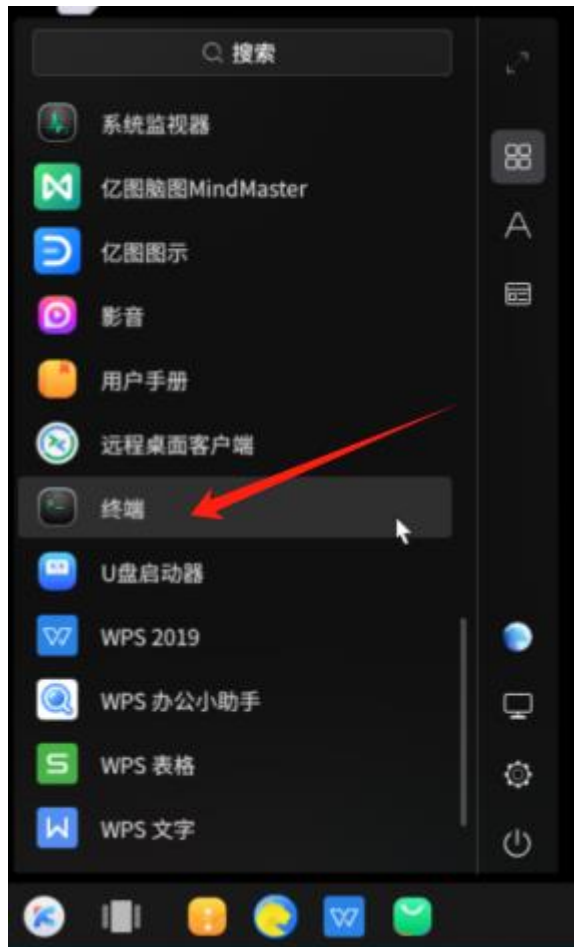 搜索
系统监视器
亿图脑图MindMaster
亿图图示
影音
用户手册
远程桌面客户端
终端
U盘启动器
WPS 2019
WPS 办公小助手
WPS 表格
WPS 文字